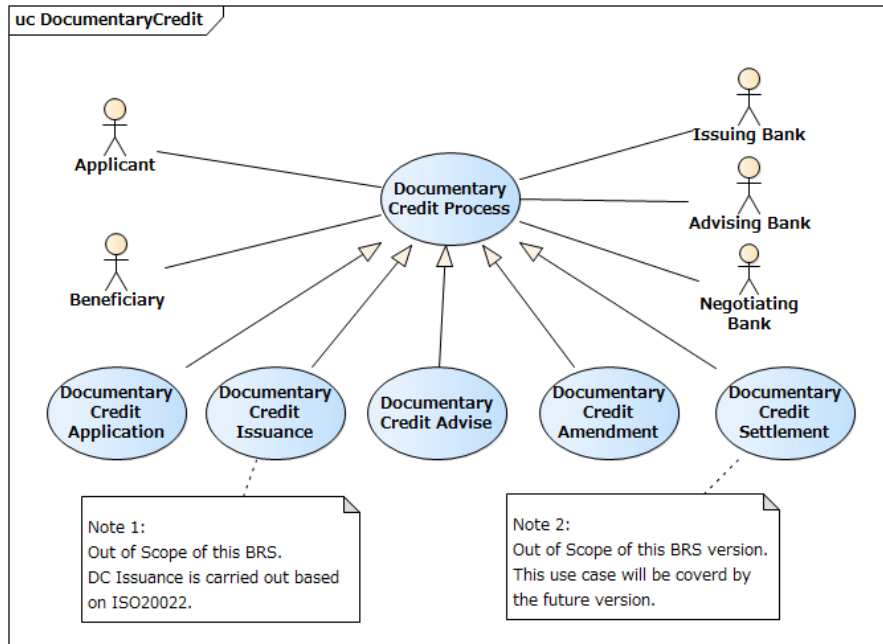 uc DocumentaryCredit
Applicant
Beneficiary
Documentary
Credit Process
Issuing Bank
Advising Bank
Negotiating
Bank
Documentary
Credit
Application
Documentary
Credit
Issuance
Documentary
Credit Advise
Documentary
Credit
Amendment
Documentary
Credit
Settlement
Note 1:
Out of Scope of this BRS.
DC Issuance is carried out based
on ISO20022.
Note 2:
Out of Scope of this BRS version.
This use case will be coverd by
the future version.